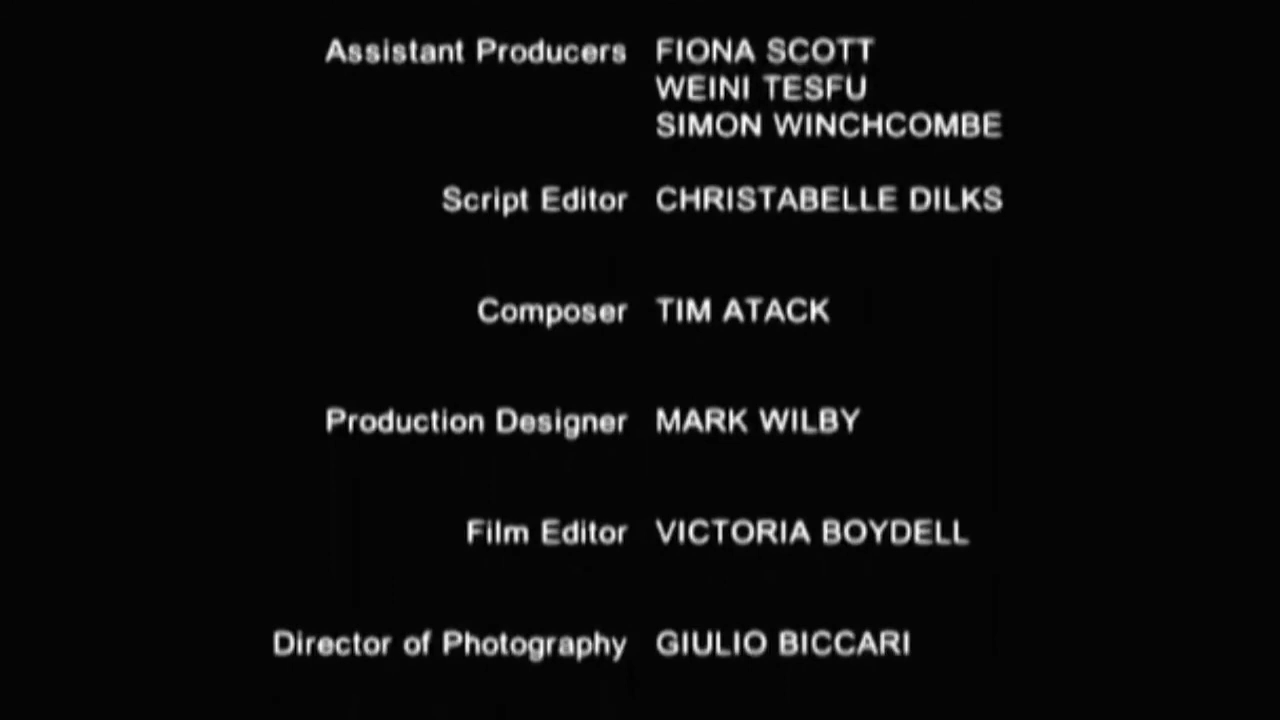 Assistant Producers FIONA SCOTT
WEINI TESFU
SIMON WINCHCOMBE
Script Editor CHRISTABELLE DILKS
Composer TIM ATACK
Production Designer MARK WILBY
Film Editor VICTORIA BOYDELL
Director of Photography GIULIO BICCARI